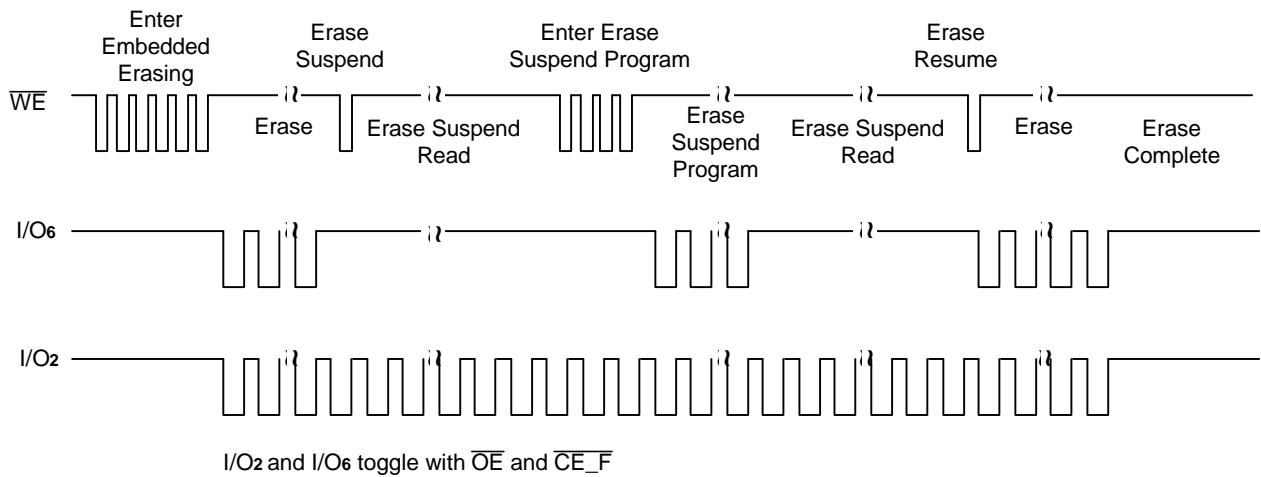 Enter
Embedded
Erasing
Erase
Suspend
Enter Erase
Suspend Program
Erase
Resume
WE
Erase
Erase Suspend
Read
Erase
Suspend
Program
Erase Suspend
Read
Erase
Erase
Complete
I/O6
I/O2
I/O2 and I/O6 toggle with OE and CE_F